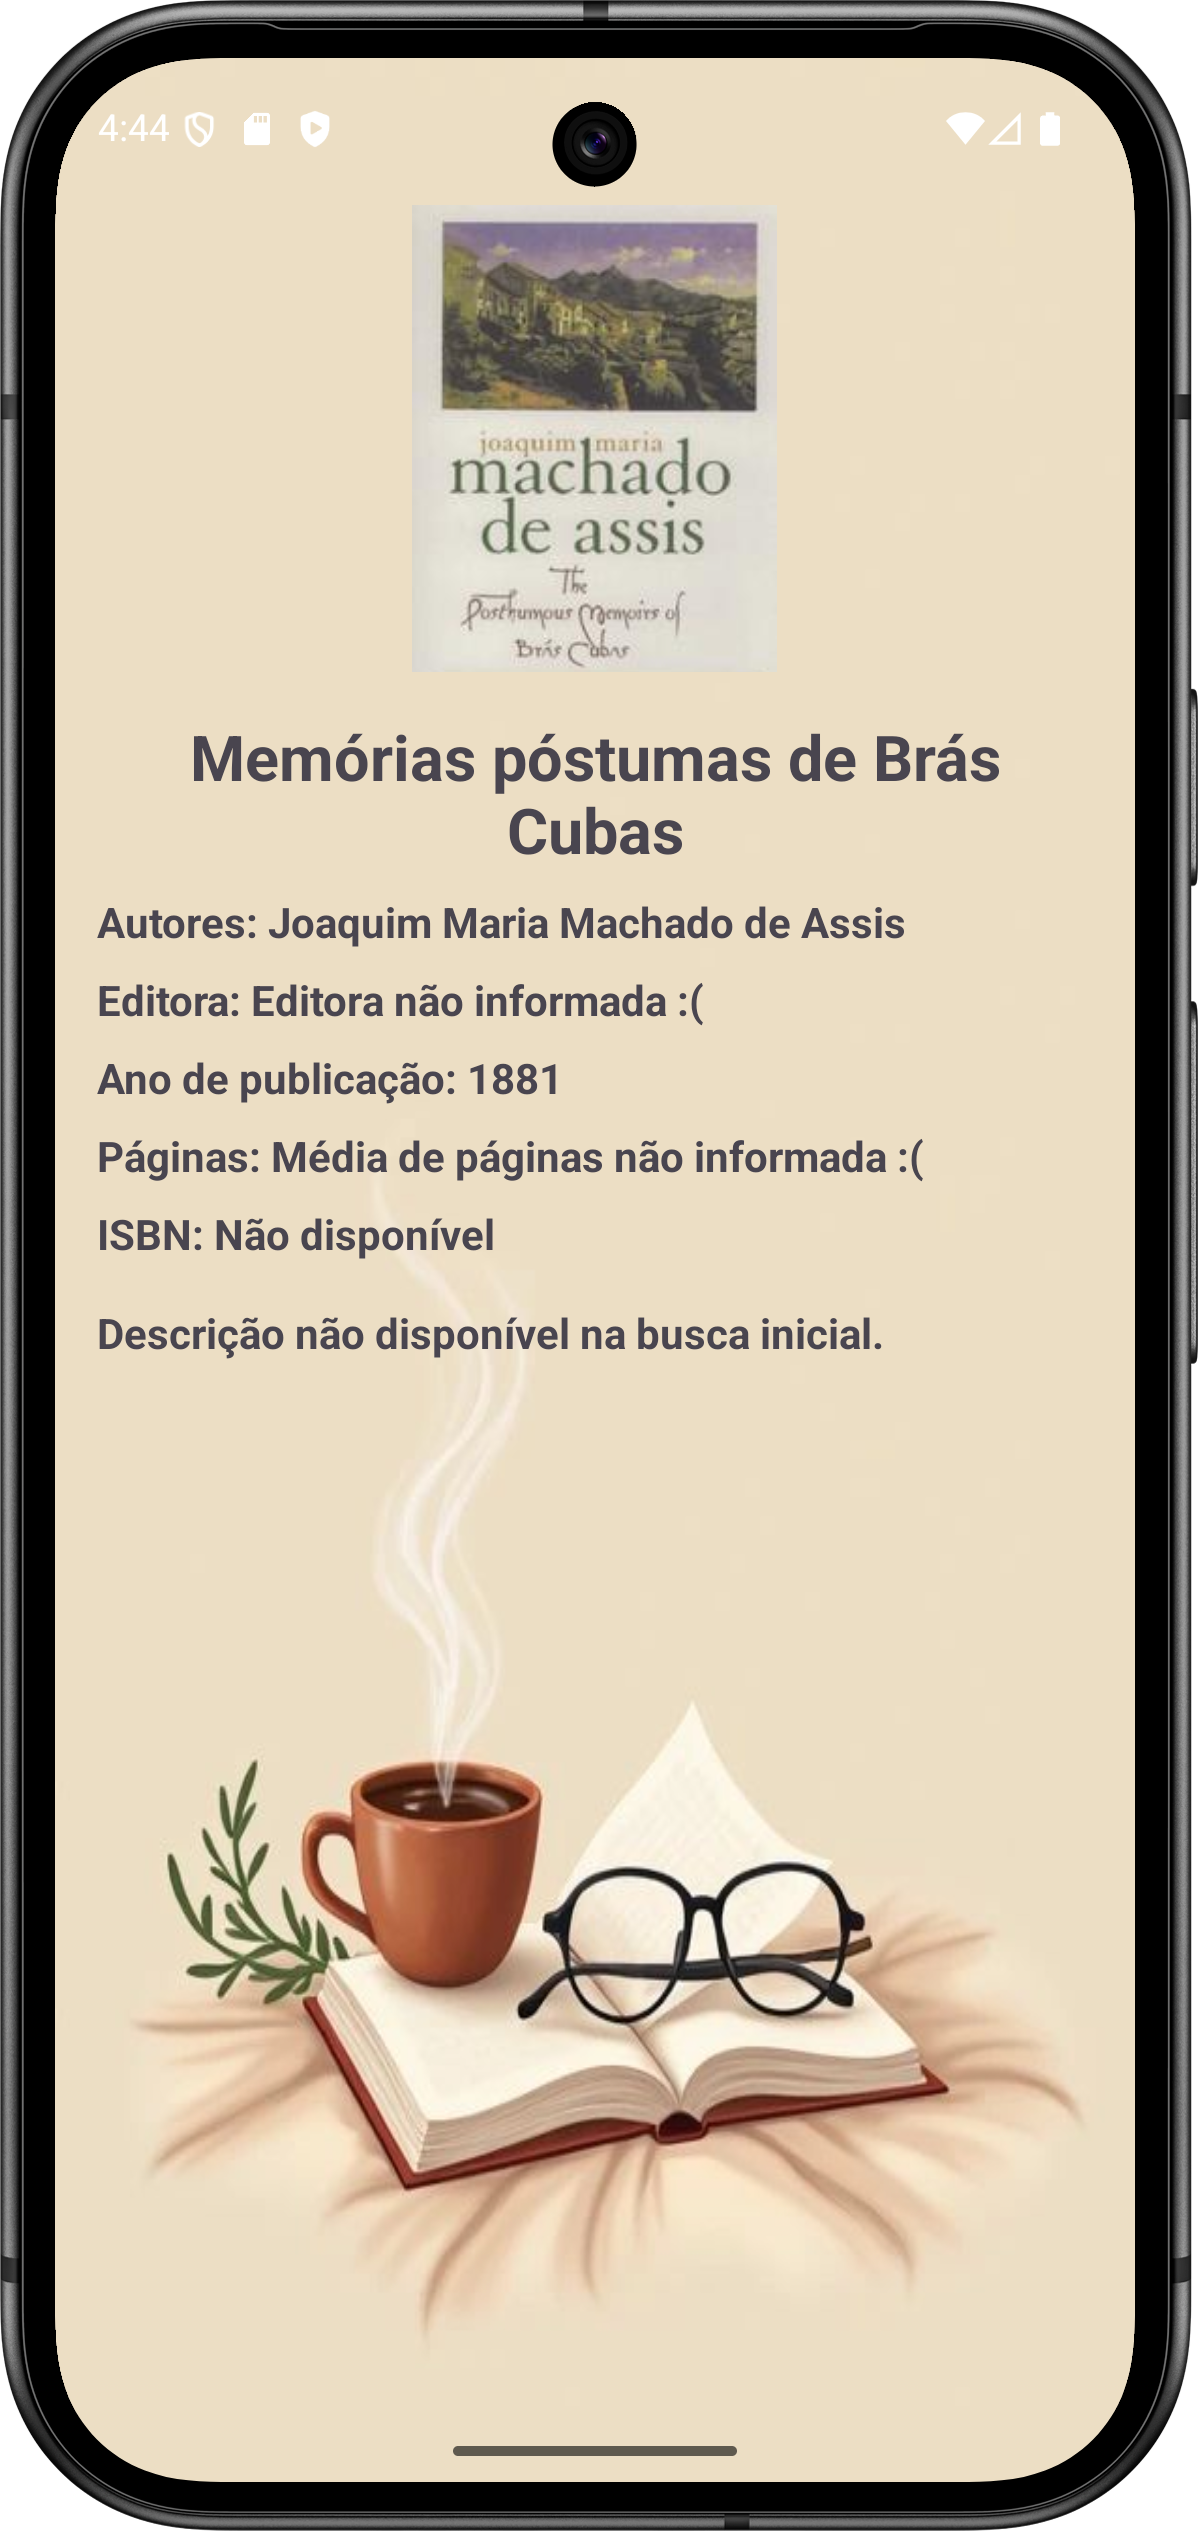 4:44
joaquim maria
machado
de assis
The
Posthumous Memoirs of
Brás Cubas
Memórias póstumas de Brás
Cubas
Autores: Joaquim Maria Machado de Assis
Editora: Editora não informada :(
Ano de publicação: 1881
Páginas: Média de páginas não informada :(
ISBN: Não disponível
Descrição não disponível na busca inicial.